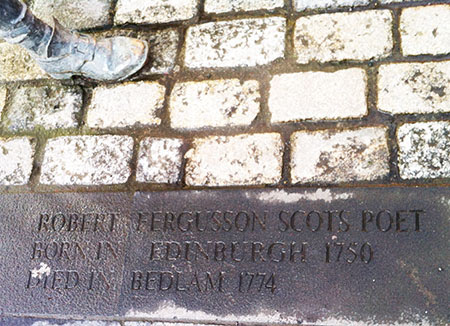 ROBERT FERGUSSON SCOTS POET
BORN IN EDINBURGH 1750
DIED IN BEDLAM 1774